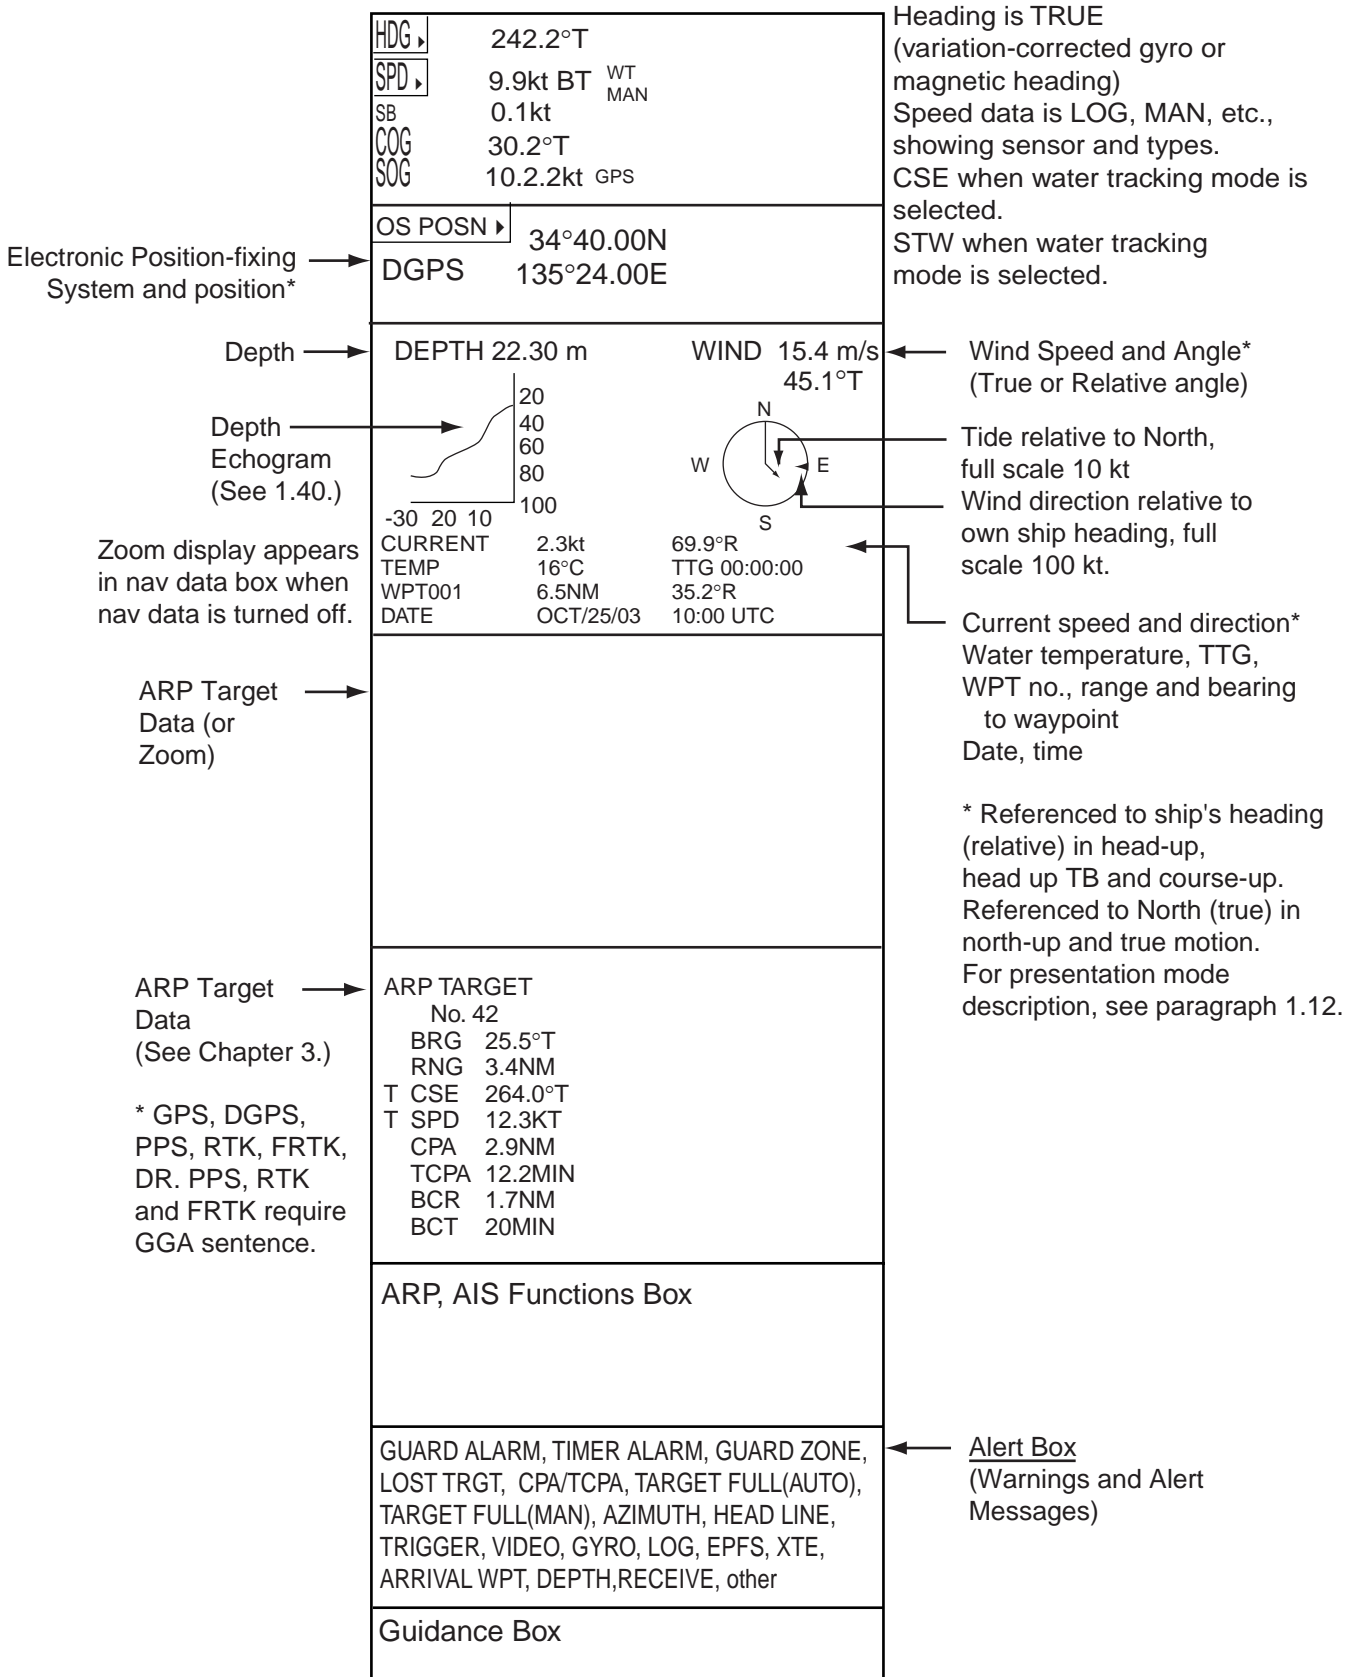 HDG
242.2°T
SPD
9.9kt BT WT
MAN
SB 0.1kt
COG 30.2°T
SOG 10.2.2kt GPS
Heading is TRUE
(variation-corrected gyro or
magnetic heading)
Speed data is LOG, MAN, etc.,
showing sensor and types.
CSE when water tracking mode is
selected.
STW when water tracking
mode is selected.
Electronic Position-fixing
System and position*
OS POSN
34°40.00N
DGPS 135°24.00E
Depth
DEPTH 22.30 m
WIND 15.4 m/s
45.1°T
Wind Speed and Angle*
(True or Relative angle)
Depth
Echogram
(See 1.40.)
20
40
60
80
100
-30 20 10
N
W E
S
Tide relative to North,
full scale 10 kt
Wind direction relative to
own ship heading, full
scale 100 kt.
Zoom display appears
in nav data box when
nav data is turned off.
CURRENT 2.3kt 69.9°R
TEMP 16°C TTG 00:00:00
WPT001 6.5NM 35.2°R
DATE OCT/25/03 10:00 UTC
Current speed and direction*
Water temperature, TTG,
WPT no., range and bearing
to waypoint
Date, time
ARP Target
Data (or
Zoom)
* Referenced to ship's heading
(relative) in head-up,
head up TB and course-up.
Referenced to North (true) in
north-up and true motion.
For presentation mode
description, see paragraph 1.12.
ARP Target
Data
(See Chapter 3.)
* GPS, DGPS,
PPS, RTK, FRTK,
DR. PPS, RTK
and FRTK require
GGA sentence.
ARP TARGET
No. 42
BRG 25.5°T
RNG 3.4NM
T CSE 264.0°T
T SPD 12.3KT
CPA 2.9NM
TCPA 12.2MIN
BCR 1.7NM
BCT 20MIN
ARP, AIS Functions Box
GUARD ALARM, TIMER ALARM, GUARD ZONE,
LOST TRGT, CPA/TCPA, TARGET FULL(AUTO),
TARGET FULL(MAN), AZIMUTH, HEAD LINE,
TRIGGER, VIDEO, GYRO, LOG, EPFS, XTE,
ARRIVAL WPT, DEPTH,RECEIVE, other
Alert Box
(Warnings and Alert
Messages)
Guidance Box